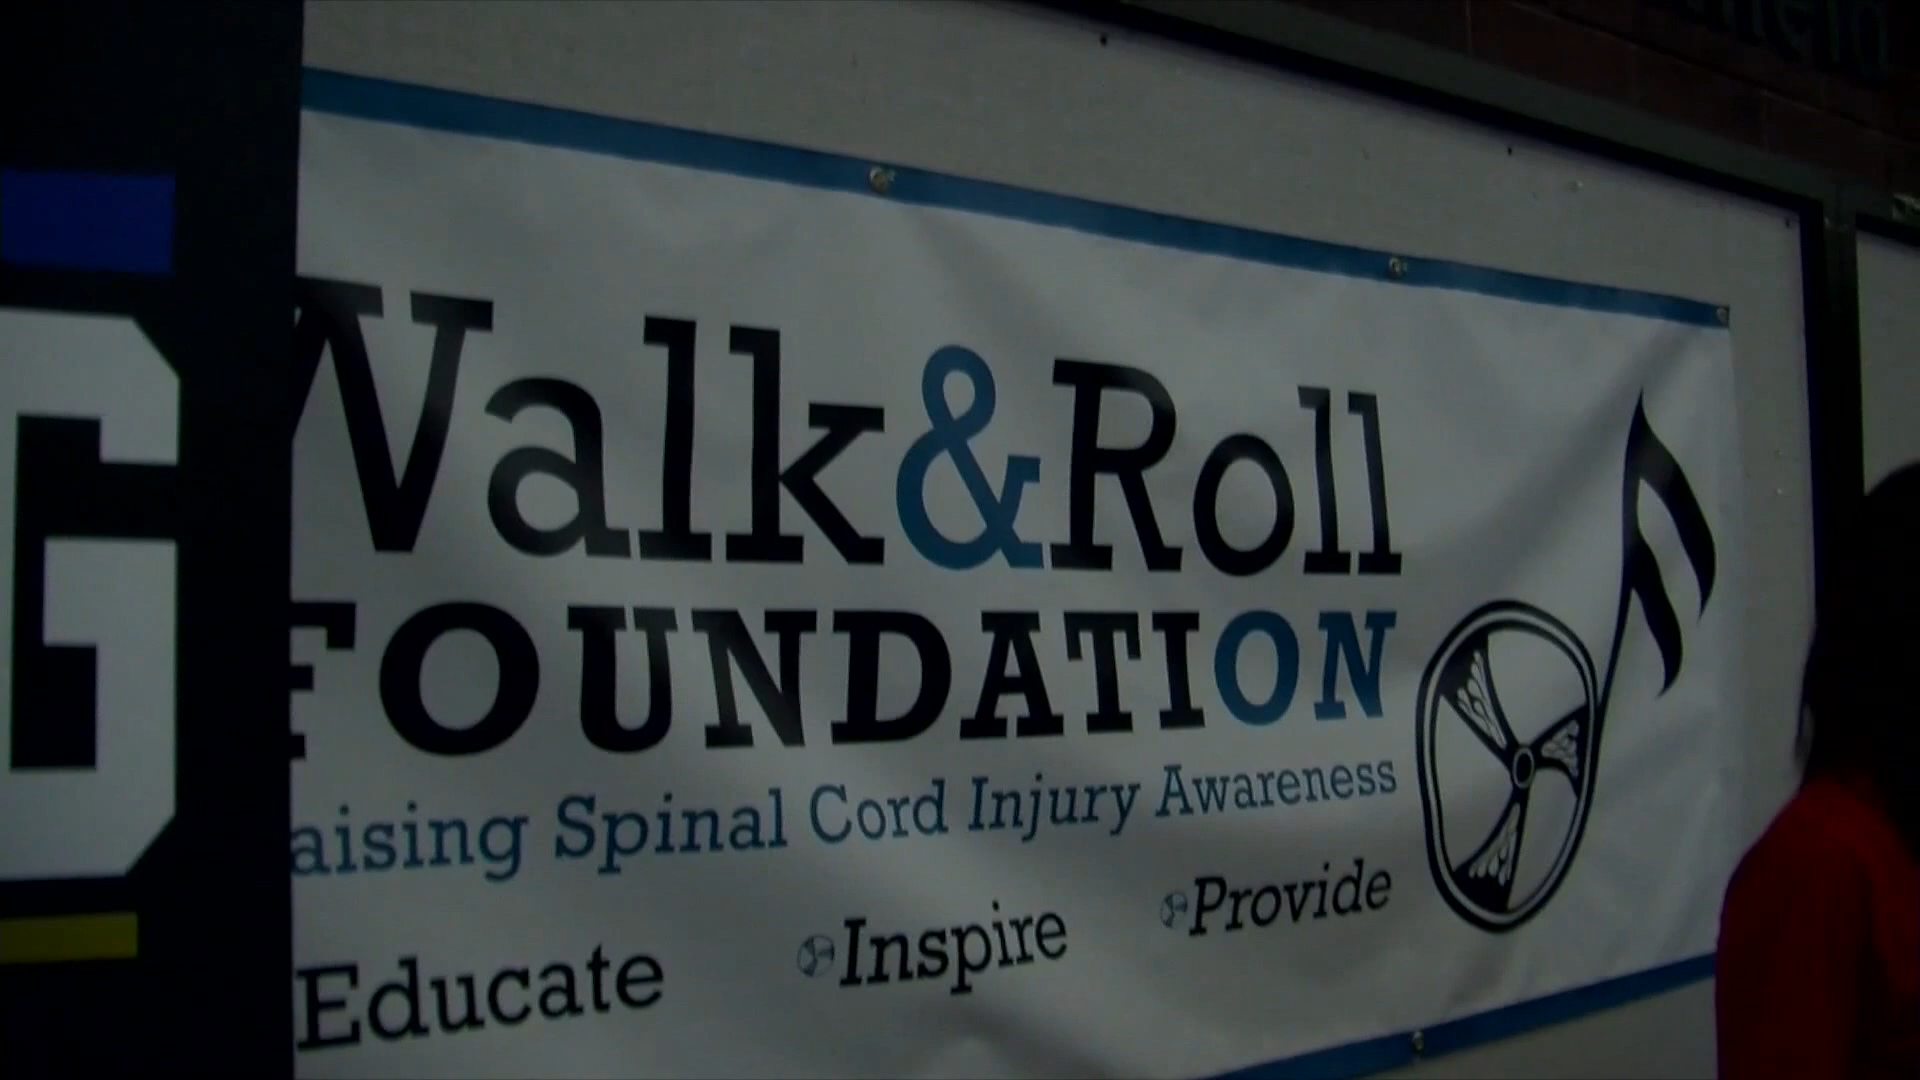 Walk&Roll
FOUNDATION
aising Spinal Cord Injury Awareness
Educate Inspire Provide
G